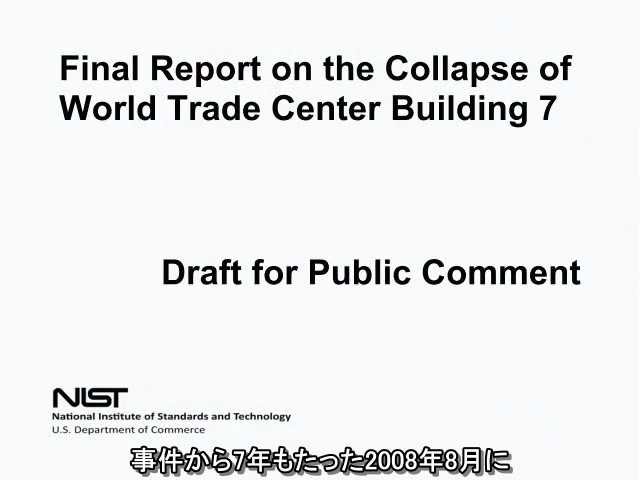 Final Report on the Collapse of
World Trade Center Building 7
Draft for Public Comment
NIST
National Institute of Standards and Technology
U.S. Department of Commerce
事件から7年もたった2008年8月に